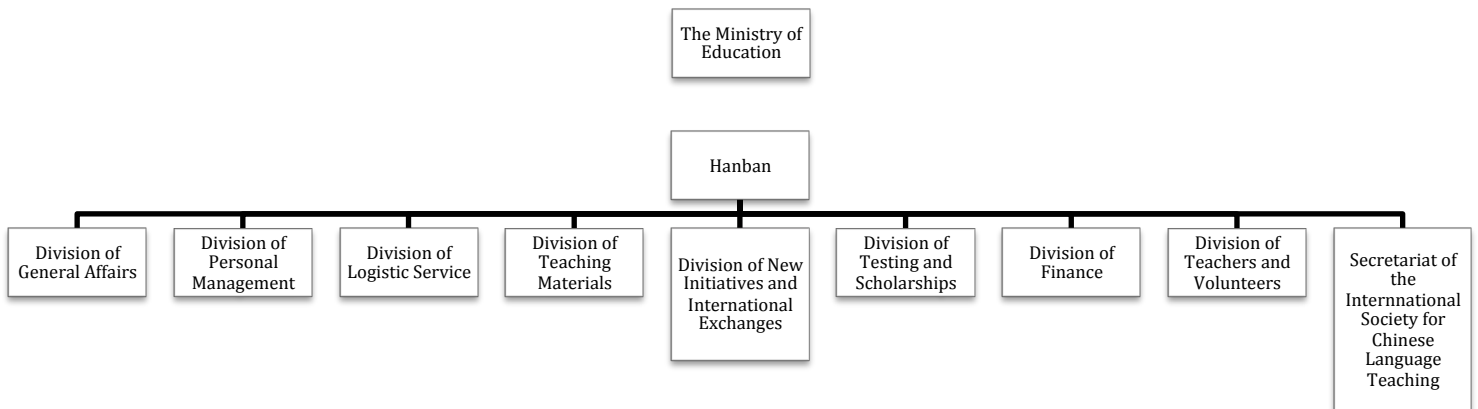 The Ministry of
Education
Hanban
Division of
General Affairs
Division of
Personal
Management
Division of
Logistic Service
Division of
Teaching
Materials
Division of New
Initiatives and
International
Exchanges
Division of
Testing and
Scholarships
Division of
Finance
Division of
Teachers and
Volunteers
Secretariat of
the
Internnational
Society for
Chinese
Language
Teaching